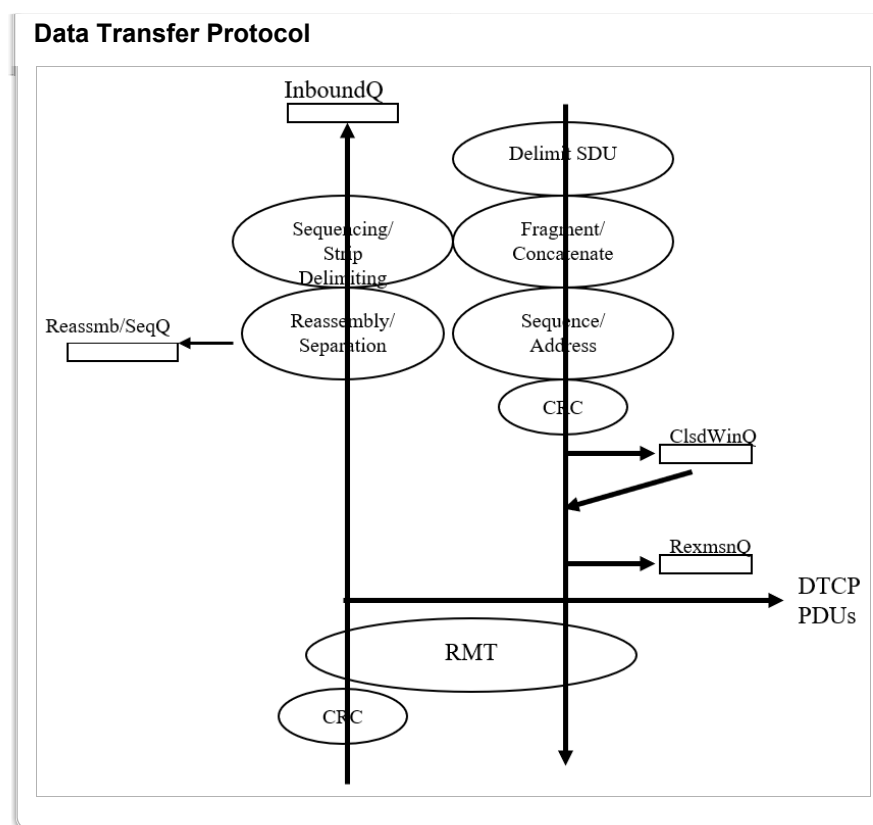 Data Transfer Protocol
InboundQ
Delimit SDU
Sequencing/
Strip
Delimiting
Fragment/
Concatenate
Reassmb/SeqQ
Reassembly/
Separation
Sequence/
Address
CRC
ClsdWinQ
RexmsnQ
DTCP
PDUs
RMT
CRC